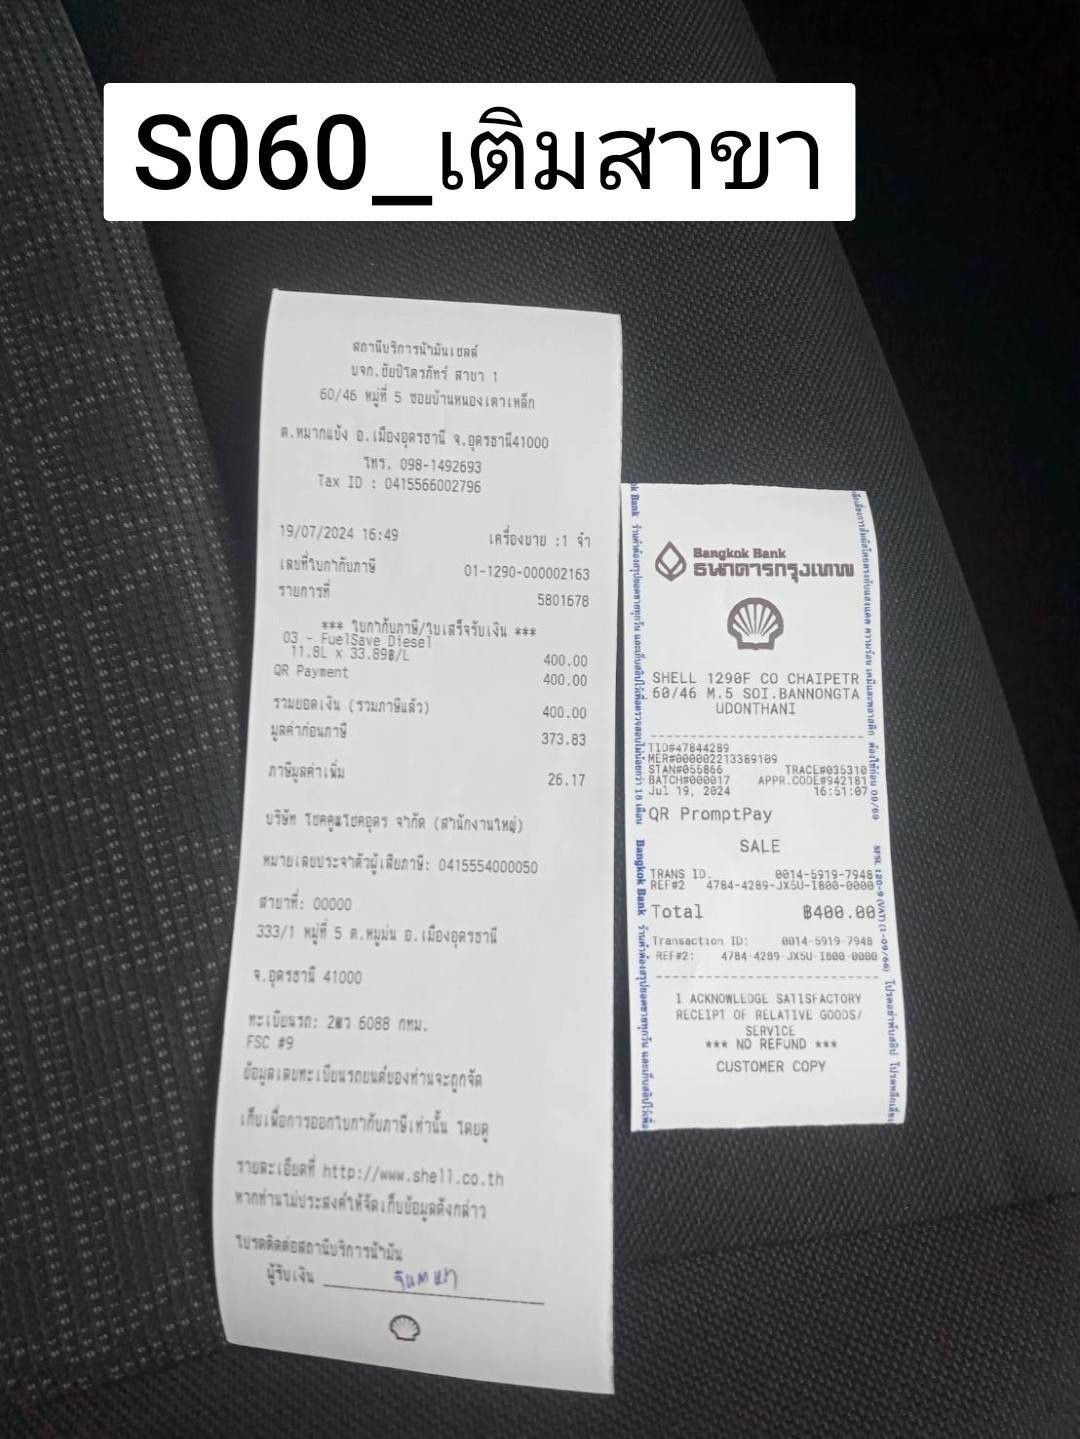 S060_เติมสาขา
สถานีบริการน้ำมันเชลล์
บจก.ชัยปิโตรภัทร์ สาขา 1
60/46 หมู่ที่ 5 ซอยบ้านหนองเตาเหล็ก
ต.หมากแข้ง อ.เมืองอุดรธานี จ.อุดรธานี41000
โทร. 098-1492693
Tax ID : 0415566002796
19/07/2024 16:49 เครื่องขาย :1 จำ
เลขที่ใบกำกับภาษี 01-1290-000002163
รายการที่ 5801678
*** ใบกำกับภาษี/ใบเสร็จรับเงิน ***
03 - FuelSave Diesel
11.8L x 33.89฿/L 400.00
QR Payment 400.00
รวมยอดเงิน (รวมภาษีแล้ว) 400.00
มูลค่าก่อนภาษี 373.83
ภาษีมูลค่าเพิ่ม 26.17
บริษัท โชคคูณโชคอุดร จำกัด (สำนักงานใหญ่)
หมายเลขประจำตัวผู้เสียภาษี: 0415554000050
สาขาที่: 00000
333/1 หมู่ที่ 5 ต.หมูม่น อ.เมืองอุดรธานี
จ.อุดรธานี 41000
ทะเบียนรถ: 2ฒว 6088 กทม.
FSC #9
ข้อมูลเลขทะเบียนรถยนต์ของท่านจะถูกจัด
เก็บเพื่อการออกใบกำกับภาษีเท่านั้น โดยดู
รายละเอียดที่ http://www.shell.co.th
หากท่านไม่ประสงค์ให้จัดเก็บข้อมูลดังกล่าว
โปรดติดต่อสถานีบริการน้ำมัน
ผู้รับเงิน
Bangkok Bank
ธนาคารกรุงเทพ
SHELL 1290F CO CHAIPETR
60/46 M.5 SOI.BANNONGTA
UDONTHANI
TID#47844289
MER#000002213389109
STAN#055866 TRACE#035310
BATCH#000017 APPR.CODE#942181
Jul 19, 2024 16:51:07
QR PromptPay
SALE
TRANS ID. 0014-5919-7948
REF#2 4784-4289-JX5U-I800-0000
Total ฿400.00
Transaction ID: 0014-5919-7948
REF#2: 4784-4289-JX5U-I800-0000
I ACKNOWLEDGE SATISFACTORY
RECEIPT OF RELATIVE GOODS/
SERVICE
*** NO REFUND ***
CUSTOMER COPY